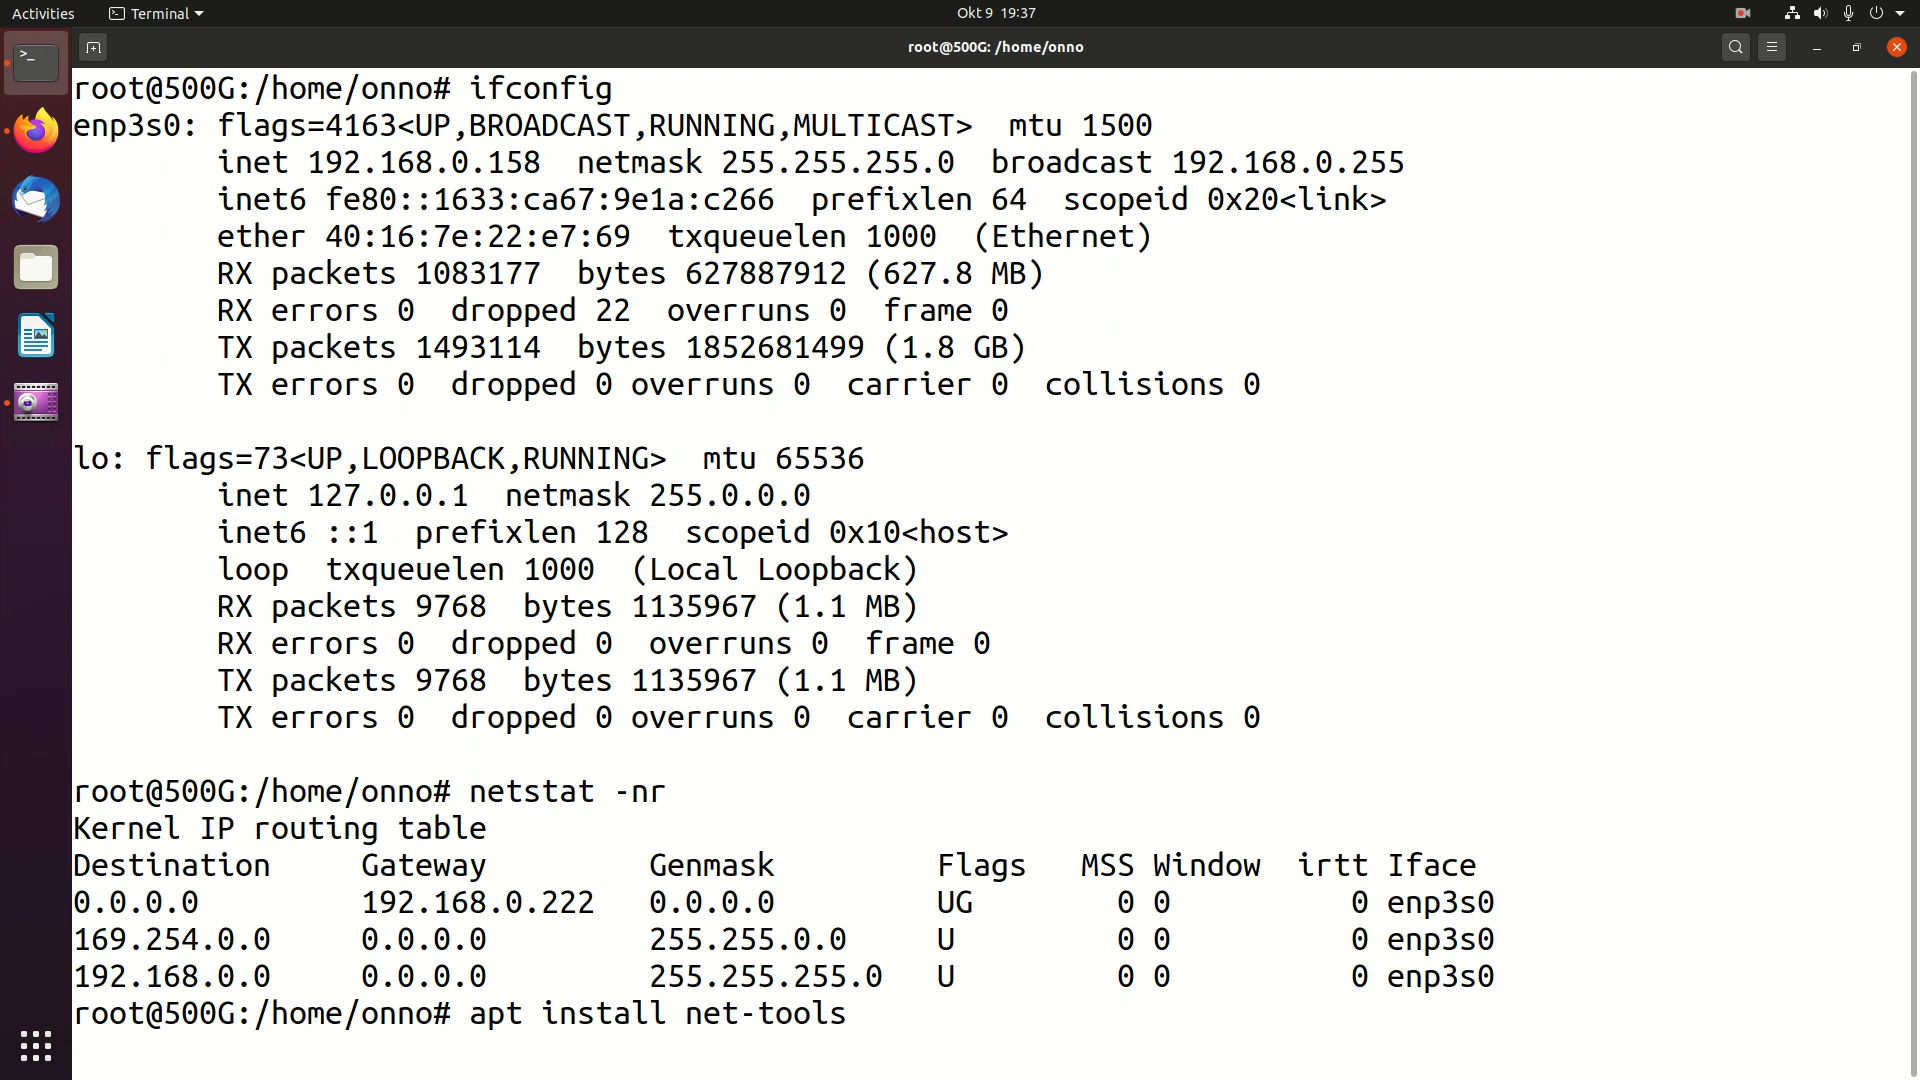 Activities Terminal Okt 9 19:37
root@500G: /home/onno
root@500G:/home/onno# ifconfig
enp3s0: flags=4163<UP,BROADCAST,RUNNING,MULTICAST>  mtu 1500
        inet 192.168.0.158  netmask 255.255.255.0  broadcast 192.168.0.255
        inet6 fe80::1633:ca67:9e1a:c266  prefixlen 64  scopeid 0x20<link>
        ether 40:16:7e:22:e7:69  txqueuelen 1000  (Ethernet)
        RX packets 1083177  bytes 627887912 (627.8 MB)
        RX errors 0  dropped 22  overruns 0  frame 0
        TX packets 1493114  bytes 1852681499 (1.8 GB)
        TX errors 0  dropped 0 overruns 0  carrier 0  collisions 0
lo: flags=73<UP,LOOPBACK,RUNNING>  mtu 65536
        inet 127.0.0.1  netmask 255.0.0.0
        inet6 ::1  prefixlen 128  scopeid 0x10<host>
        loop  txqueuelen 1000  (Local Loopback)
        RX packets 9768  bytes 1135967 (1.1 MB)
        RX errors 0  dropped 0  overruns 0  frame 0
        TX packets 9768  bytes 1135967 (1.1 MB)
        TX errors 0  dropped 0 overruns 0  carrier 0  collisions 0
root@500G:/home/onno# netstat -nr
Kernel IP routing table
Destination     Gateway         Genmask         Flags   MSS Window  irtt Iface
0.0.0.0         192.168.0.222   0.0.0.0         UG        0 0          0 enp3s0
169.254.0.0     0.0.0.0         255.255.0.0     U         0 0          0 enp3s0
192.168.0.0     0.0.0.0         255.255.255.0   U         0 0          0 enp3s0
root@500G:/home/onno# apt install net-tools